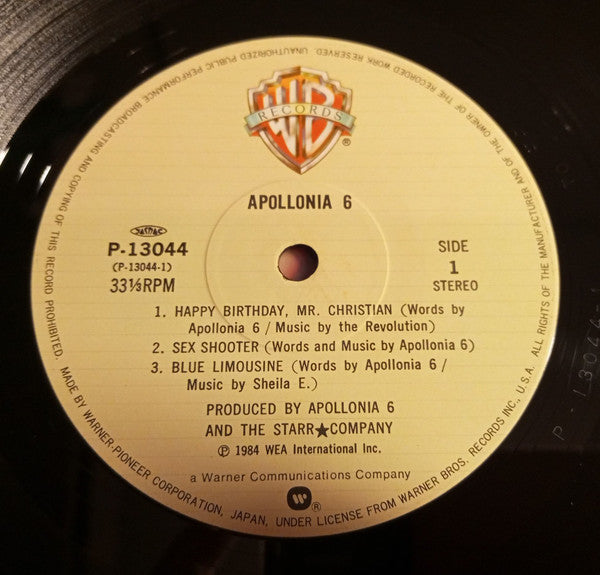 WB
RECORDS
®
APOLLONIA 6
JASRAC
P-13044
(P-13044-1)
33⅓RPM
SIDE
1
STEREO
1. HAPPY BIRTHDAY, MR. CHRISTIAN (Words by
Apollonia 6 / Music by the Revolution)
2. SEX SHOOTER (Words and Music by Apollonia 6)
3. BLUE LIMOUSINE (Words by Apollonia 6 /
Music by Sheila E.)
PRODUCED BY APOLLONIA 6
AND THE STARR★COMPANY
℗ 1984 WEA International Inc.
a Warner Communications Company
®
MADE BY WARNER-PIONEER CORPORATION, JAPAN, UNDER LICENSE FROM WARNER BROS. RECORDS INC., U.S.A. ALL RIGHTS OF THE MANUFACTURER AND OF THE OWNER OF THE RECORDED WORK RESERVED. UNAUTHORIZED PUBLIC PERFORMANCE BROADCASTING AND COPYING OF THIS RECORD PROHIBITED.